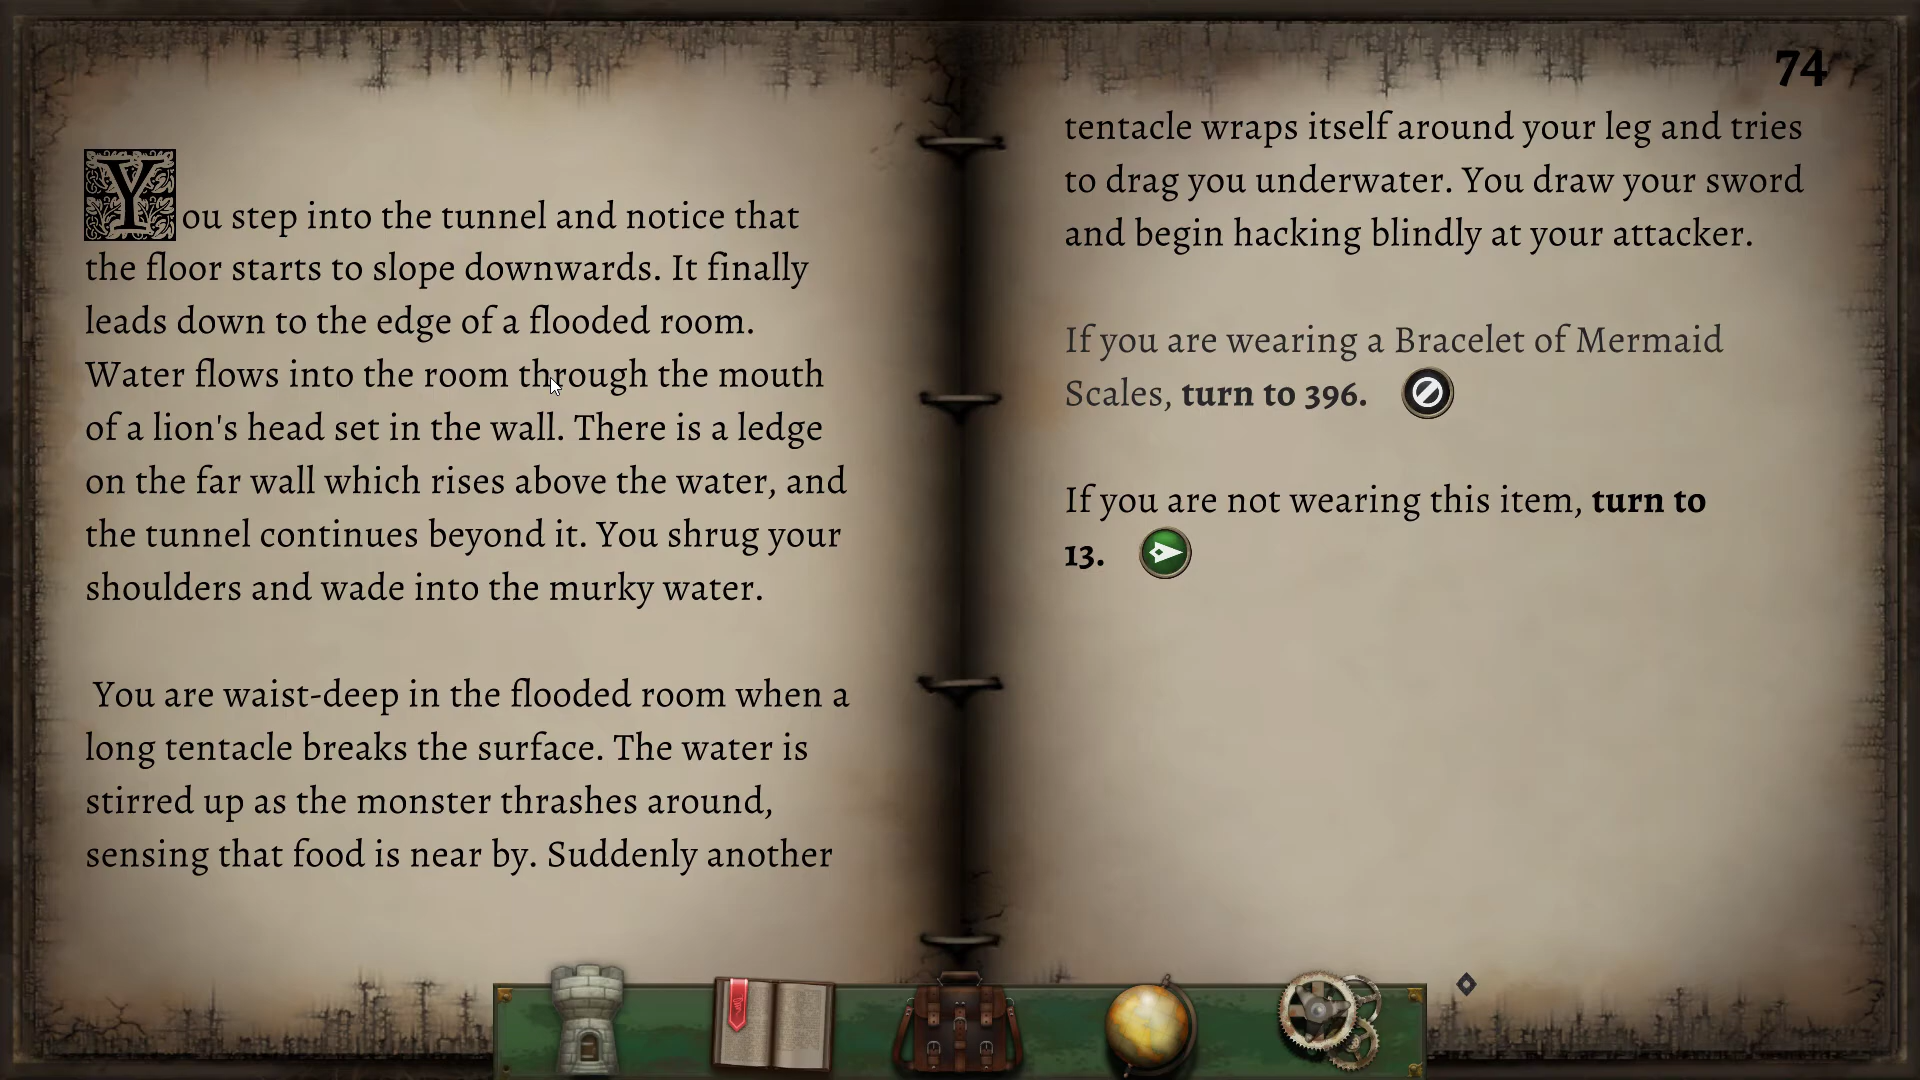 You step into the tunnel and notice that
the floor starts to slope downwards. It finally
leads down to the edge of a flooded room.
Water flows into the room through the mouth
of a lion's head set in the wall. There is a ledge
on the far wall which rises above the water, and
the tunnel continues beyond it. You shrug your
shoulders and wade into the murky water.
You are waist-deep in the flooded room when a
long tentacle breaks the surface. The water is
stirred up as the monster thrashes around,
sensing that food is near by. Suddenly another
74
tentacle wraps itself around your leg and tries
to drag you underwater. You draw your sword
and begin hacking blindly at your attacker.
If you are wearing a Bracelet of Mermaid
Scales, turn to 396.
If you are not wearing this item, turn to
13.